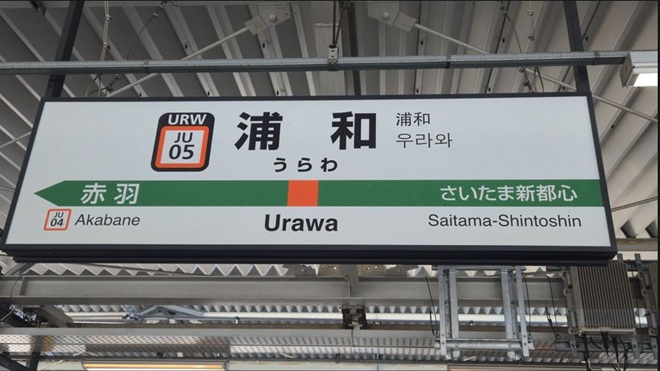 URW
JU
05
浦和
浦和
우라와
うらわ
赤羽
さいたま新都心
JU
04
Akabane
Urawa
Saitama-Shintoshin